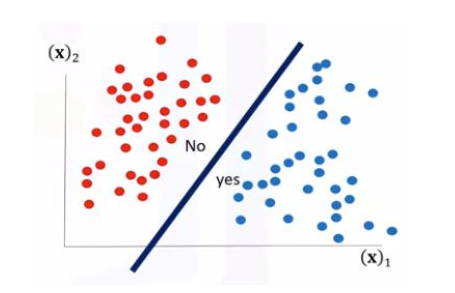 (x)₂
No
yes
(x)₁